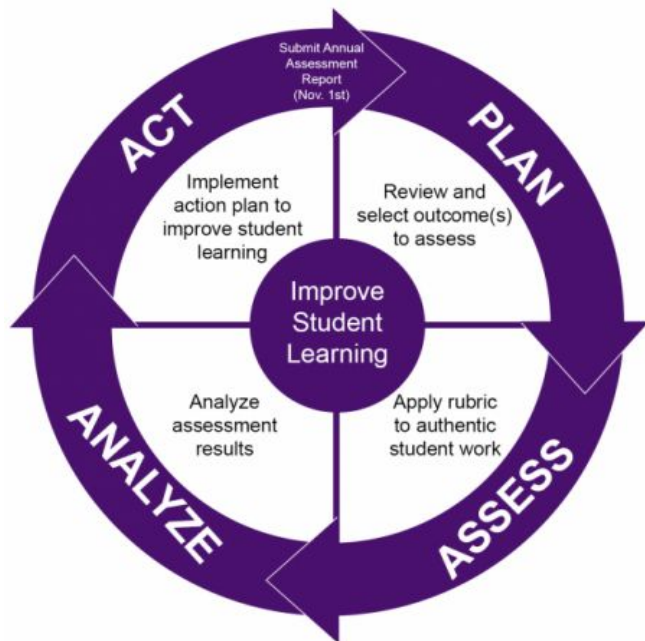 Submit Annual
Assessment
Report
(Nov. 1st)
ACT
PLAN
Implement
action plan to
improve student
learning
Review and
select outcome(s)
to assess
Improve
Student
Learning
Analyze
assessment
results
Apply rubric
to authentic
student work
ANALYZE
ASSESS